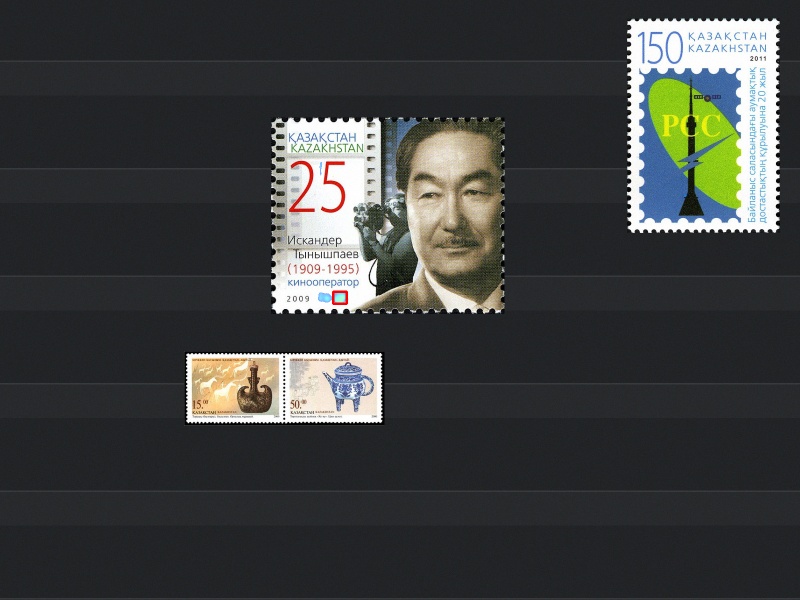 150
ҚАЗАҚСТАН
KAZAKHSTAN
2011
РСС
Байланыс саласындағы аумақтық
достастықтың құрылуына 20 жыл
ҚАЗАҚСТАН
KAZAKHSTAN
25
Искандер
Тынышпаев
(1909-1995)
кинооператор
2009
15.00
ҚАЗАҚСТАН KAZAKHSTAN
50.00
ҚАЗАҚСТАН KAZAKHSTAN